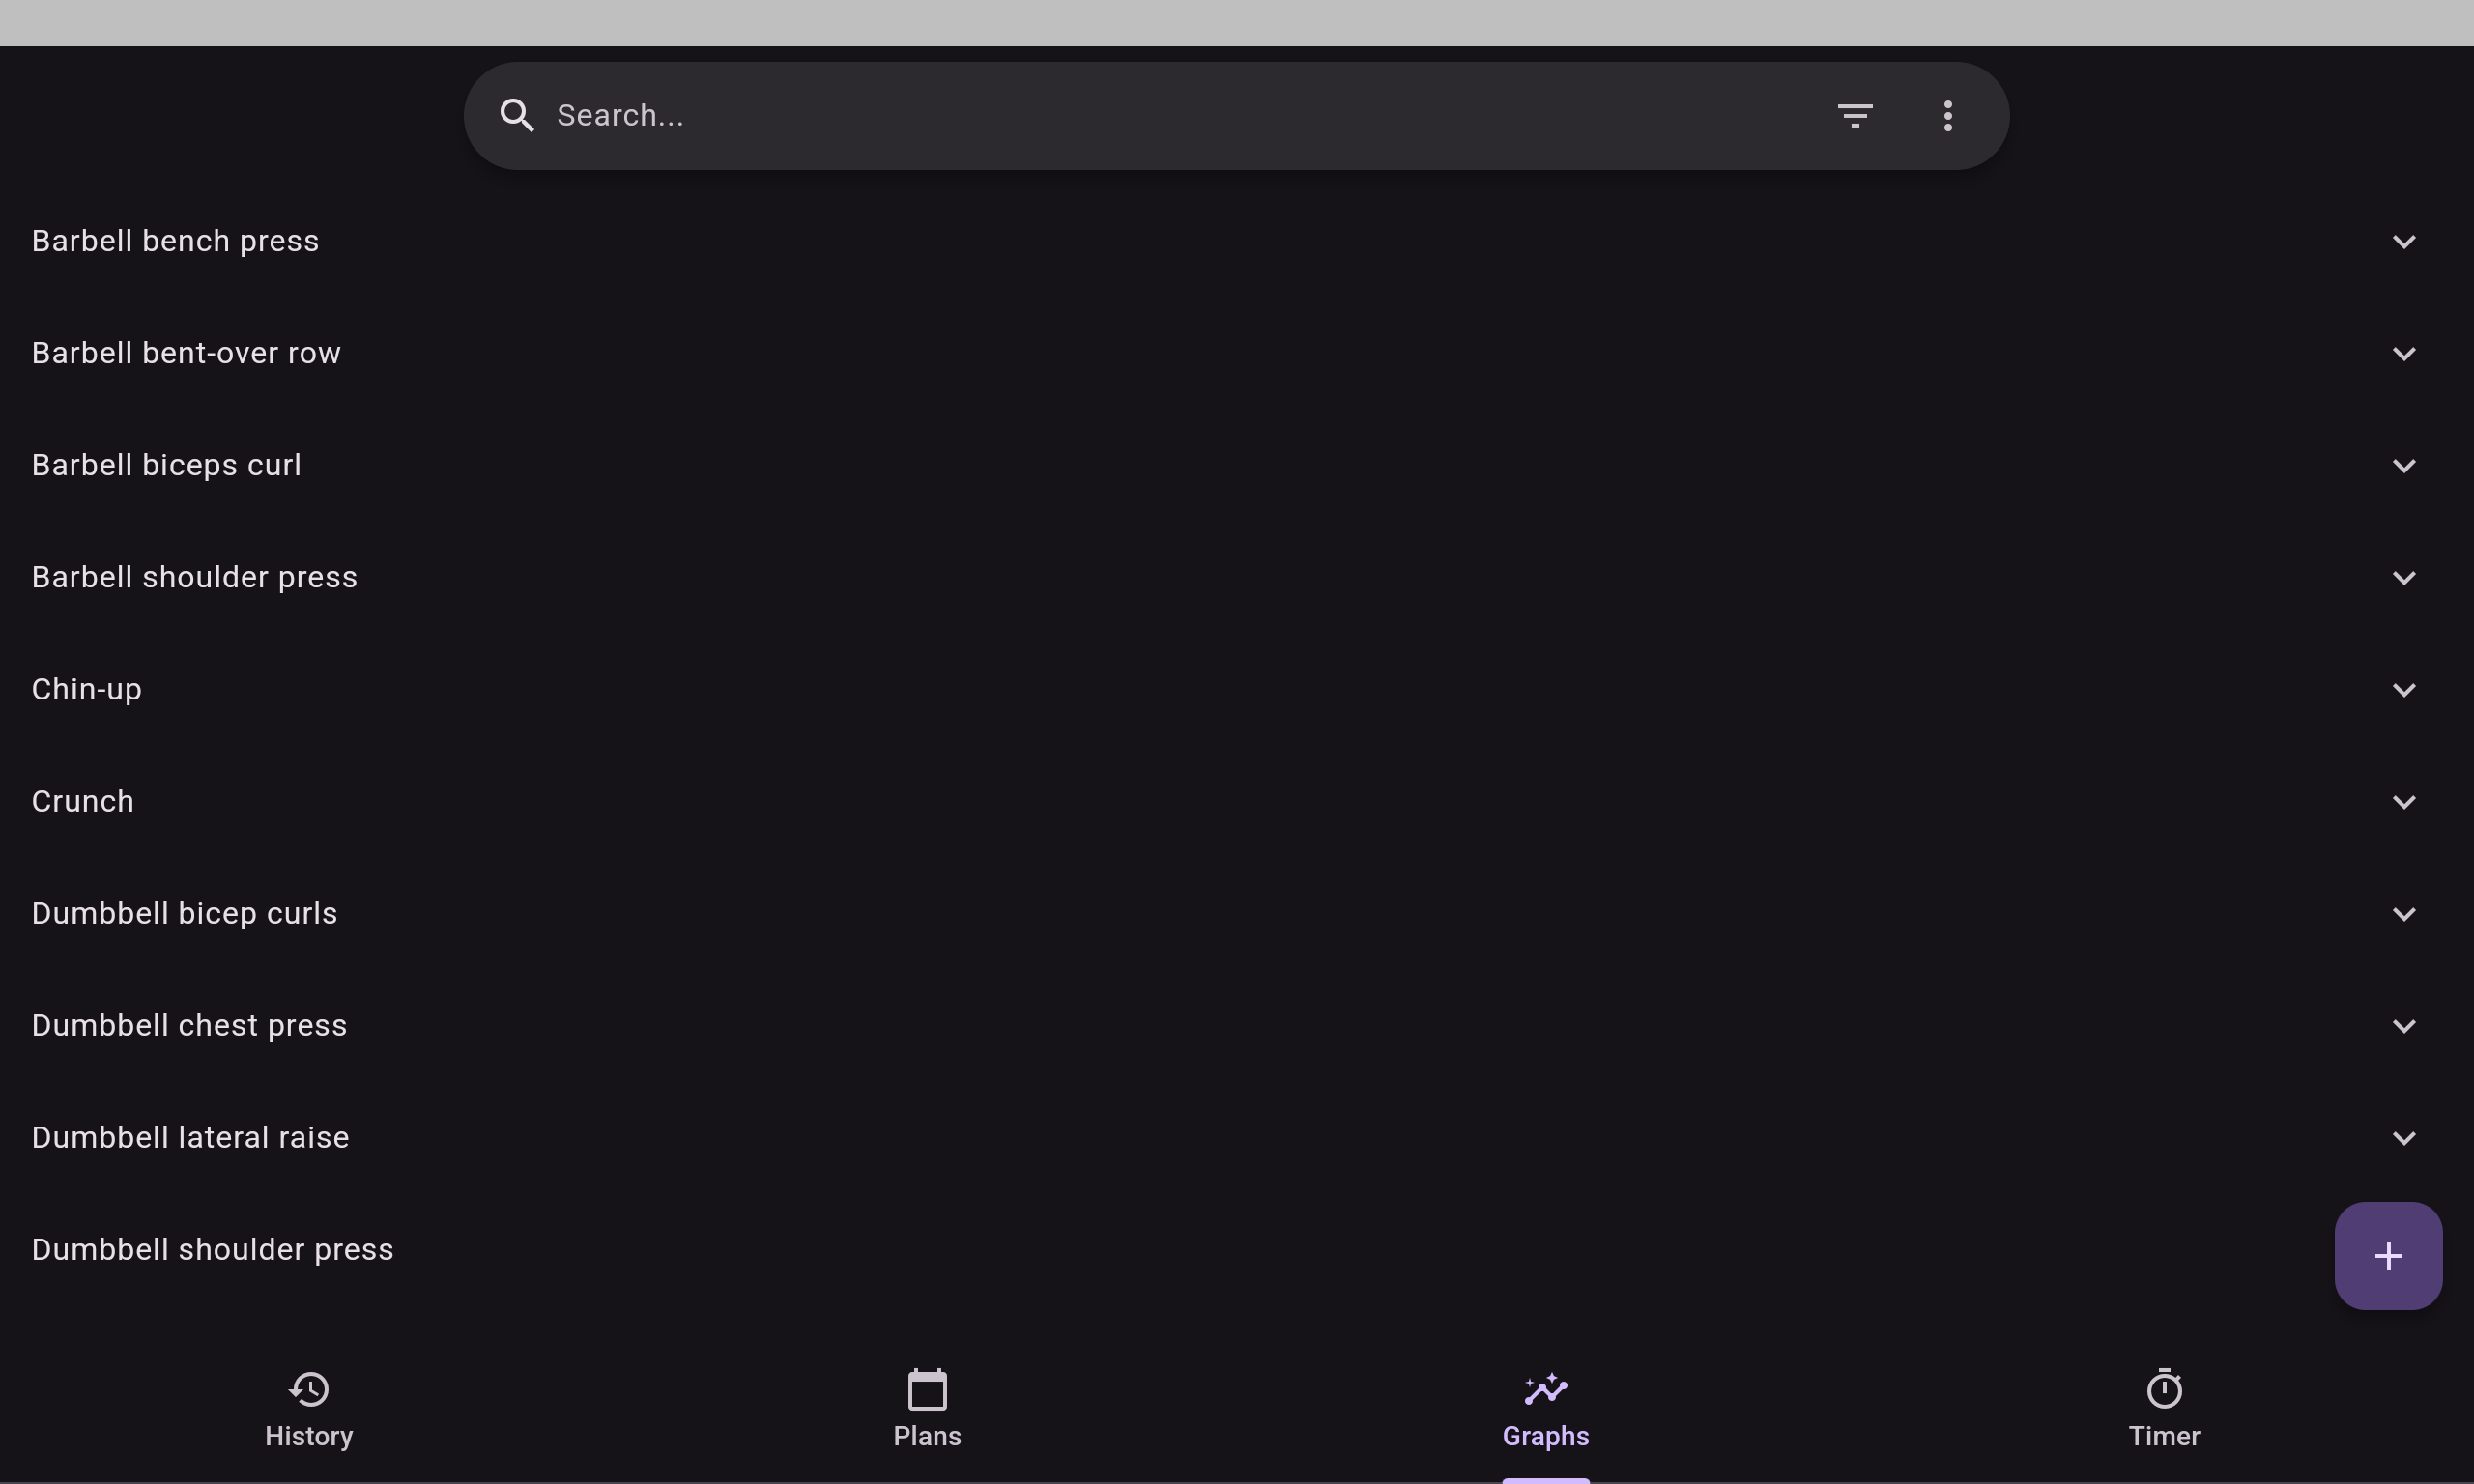 Search...
Barbell bench press
Barbell bent-over row
Barbell biceps curl
Barbell shoulder press
Chin-up
Crunch
Dumbbell bicep curls
Dumbbell chest press
Dumbbell lateral raise
Dumbbell shoulder press
History
Plans
Graphs
Timer